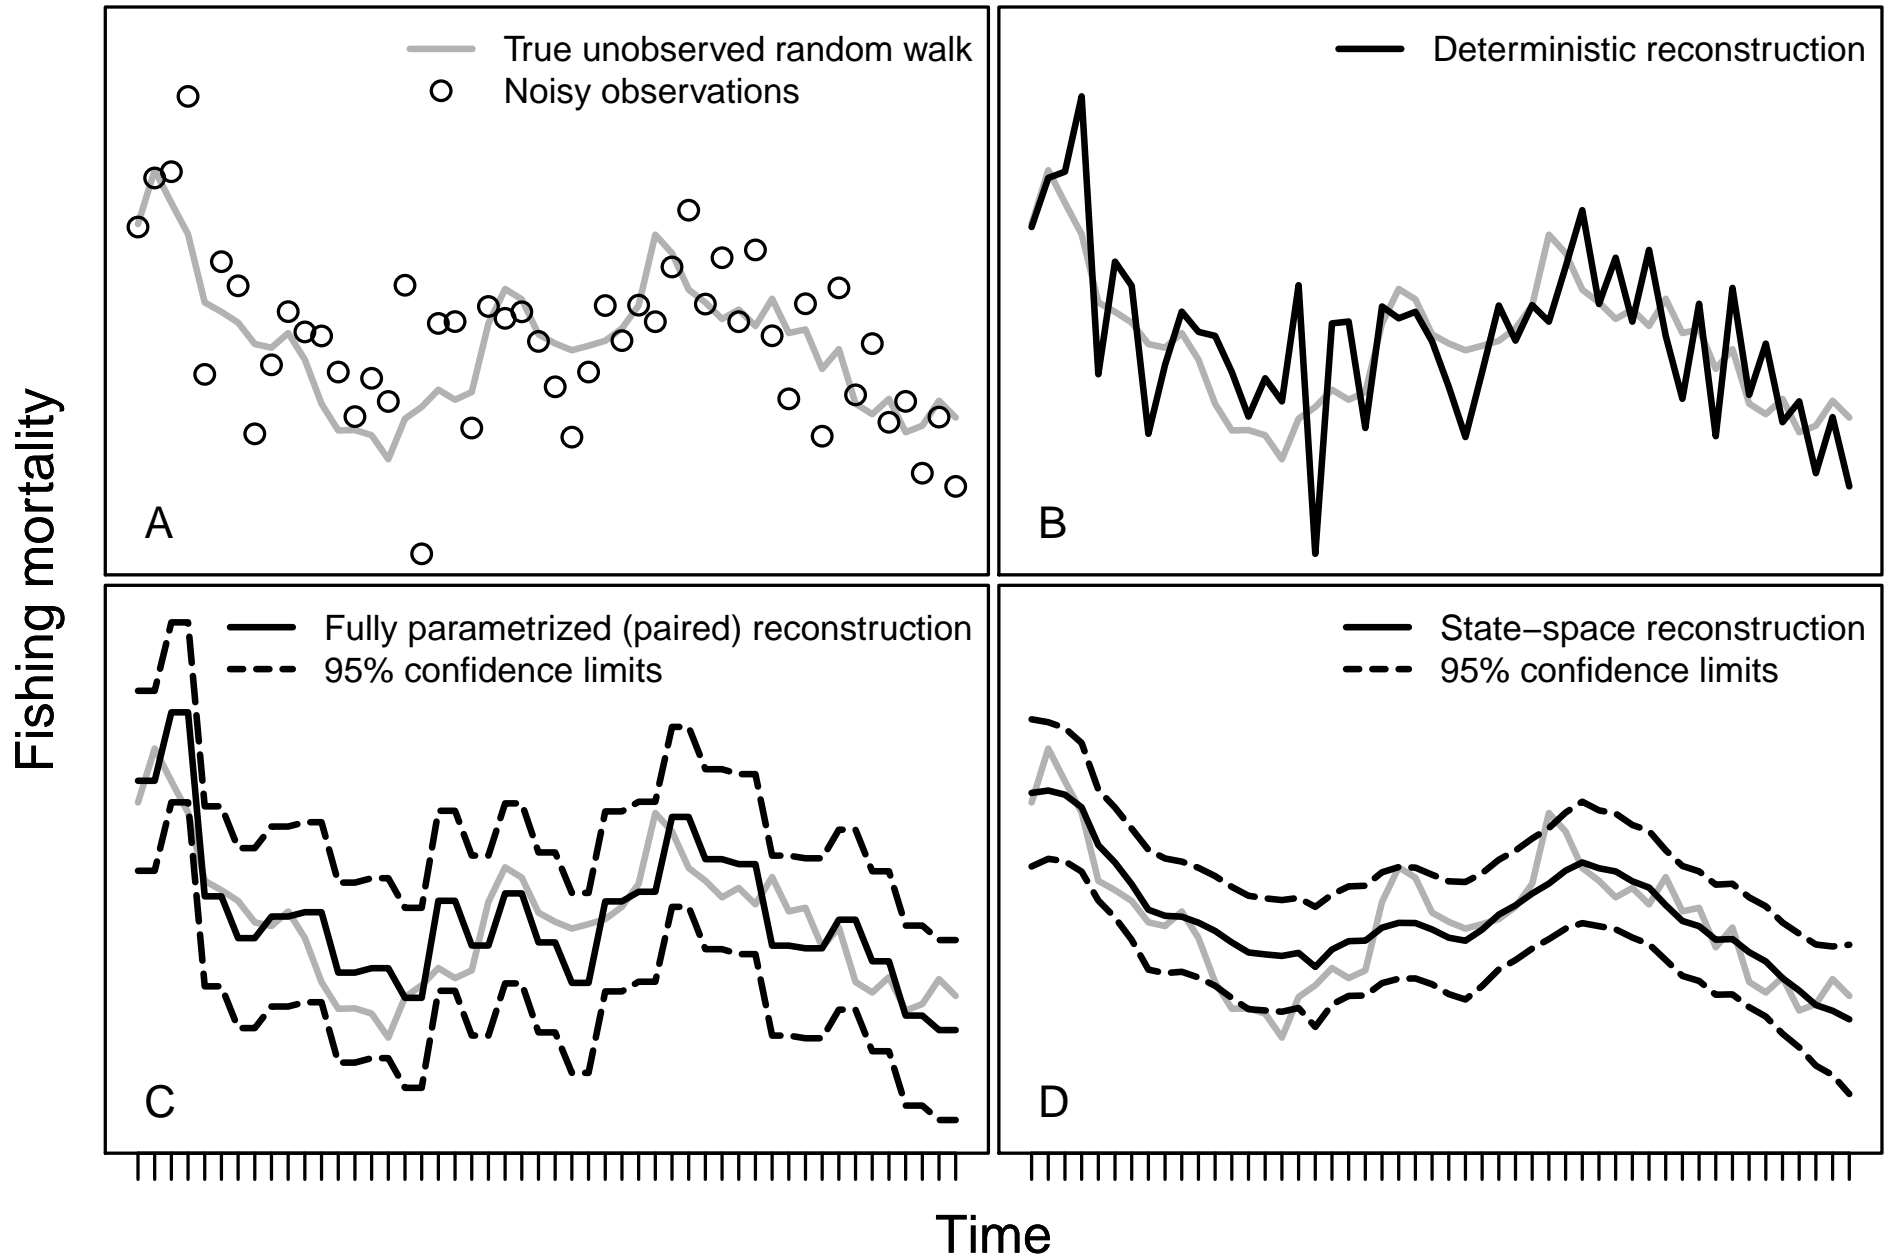 Fishing mortality
True unobserved random walk
Noisy observations
A
Deterministic reconstruction
B
Fully parametrized (paired) reconstruction
95% confidence limits
C
State−space reconstruction
95% confidence limits
D
Time